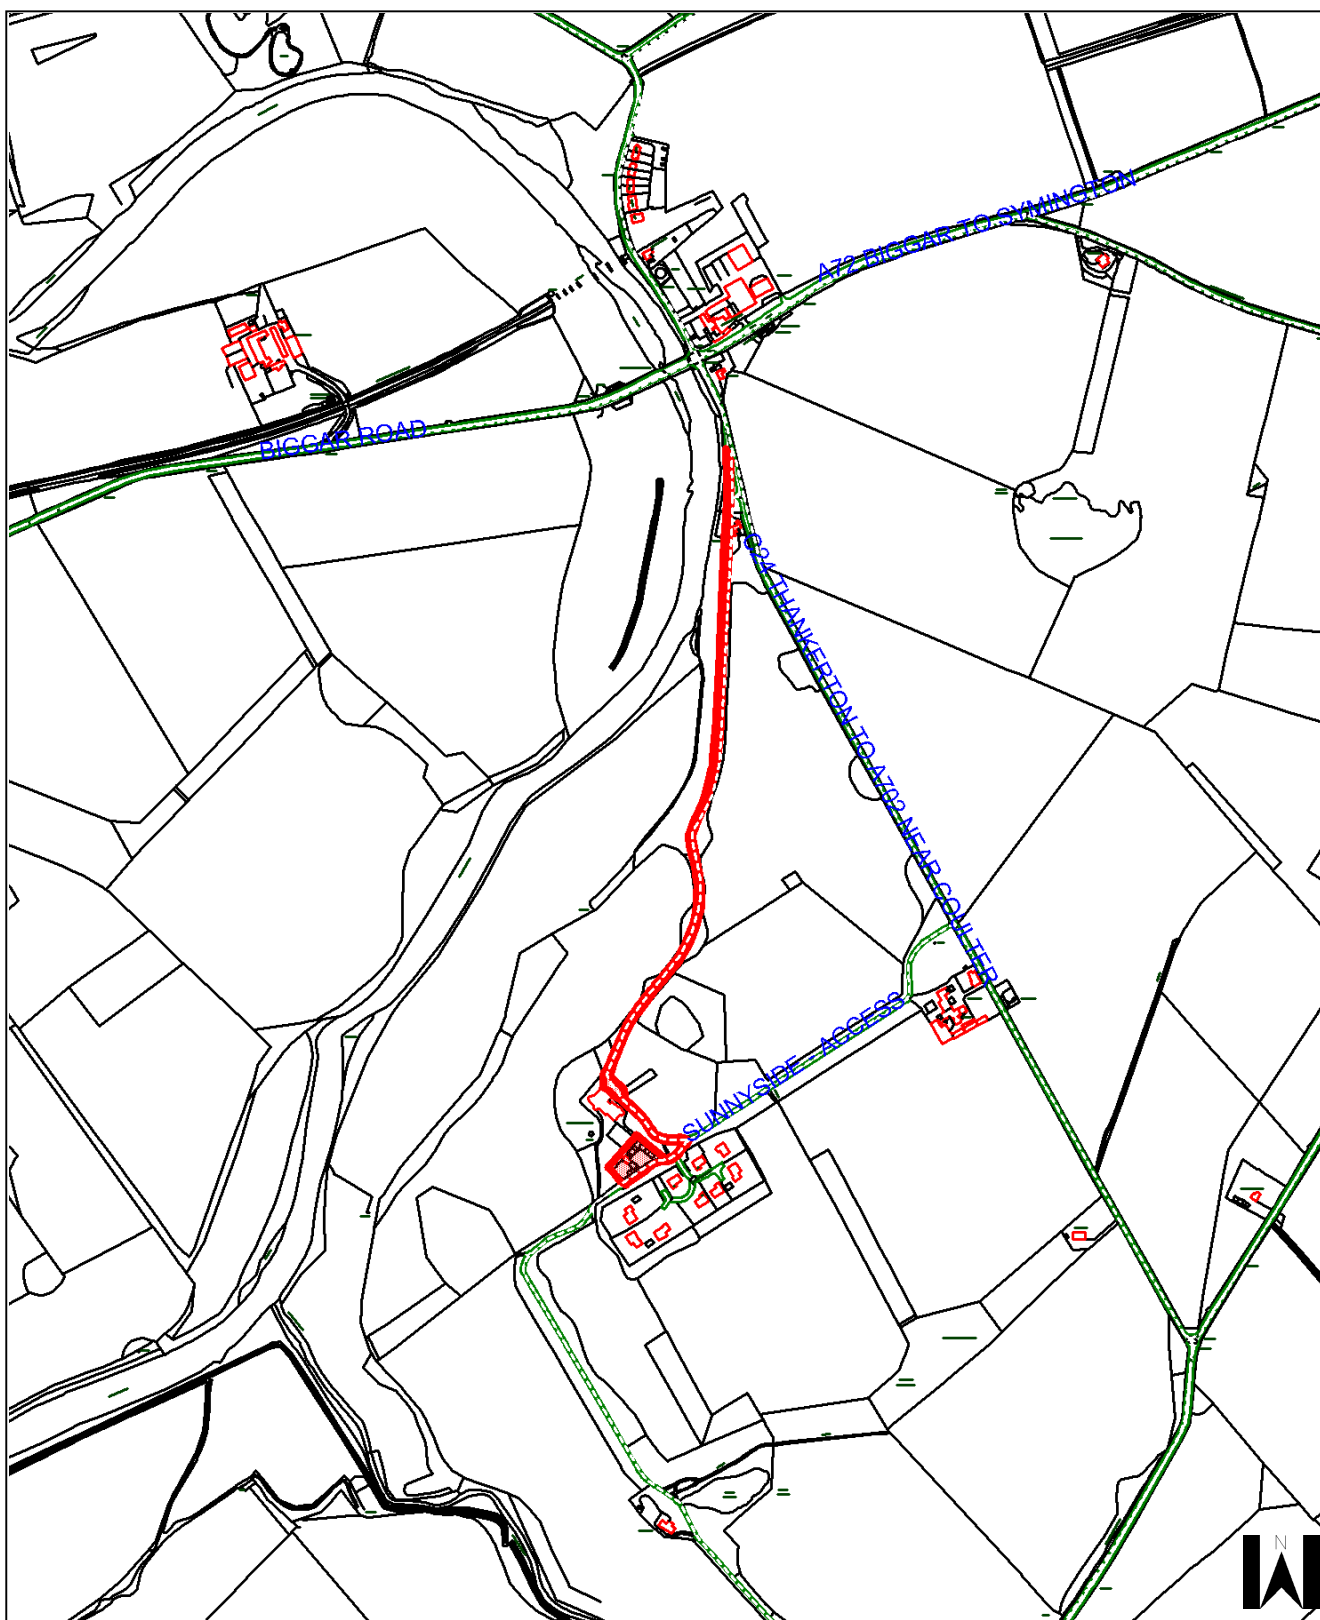 A72 BIGGAR TO SYMINGTON
BIGGAR ROAD
C24 THANKERTON TO A702 NEAR COULTER
SUNNYSIDE - ACCESS
N